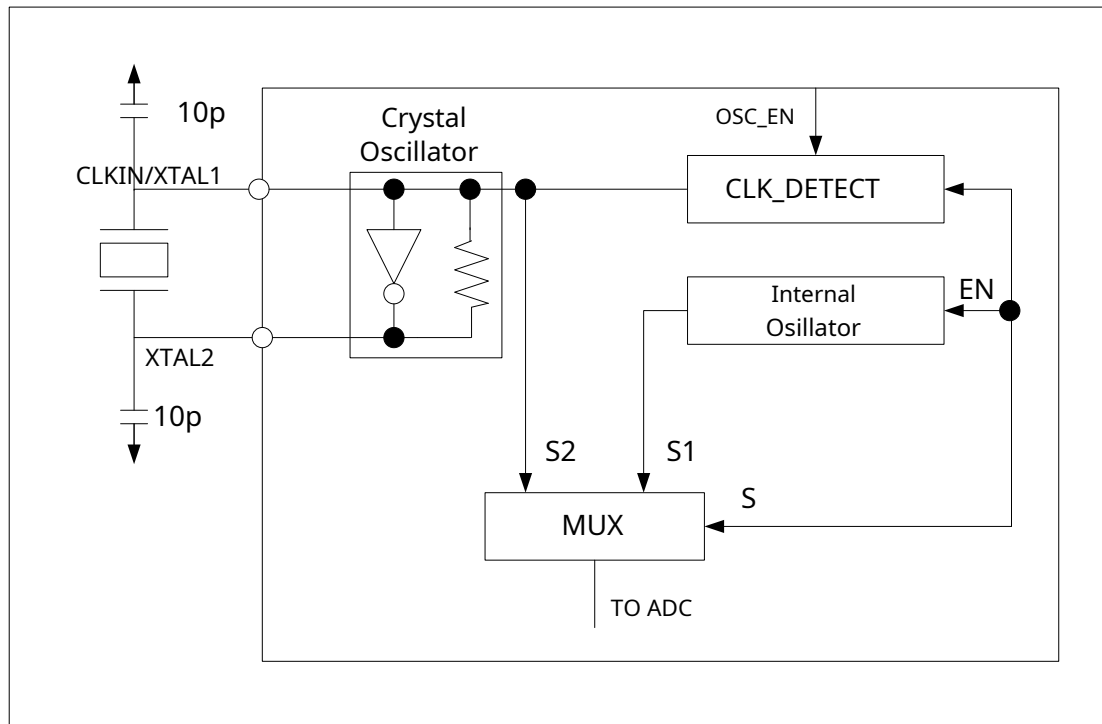 10p
OSC_EN
Crystal
Oscillator
CLKIN/XTAL1
CLK_DETECT
Internal
Osillator
EN
XTAL2
10p
S2
S1
S
MUX
TO ADC